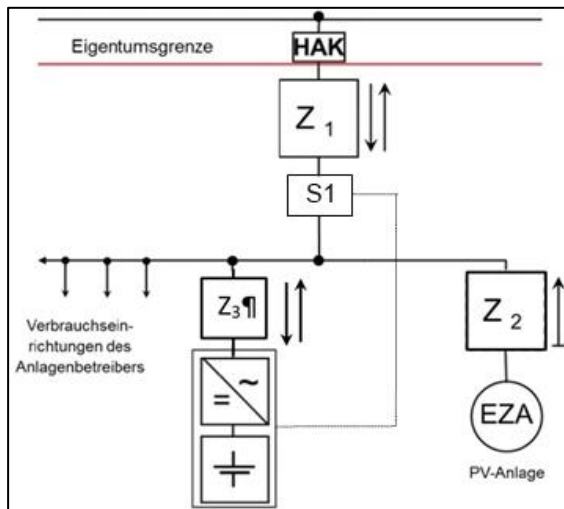 Eigentumsgrenze
HAK
Z 1
S1
Z3¶
Z 2
Verbrauchsein-
richtungen des
Anlagenbetreibers
= ~
EZA
PV-Anlage